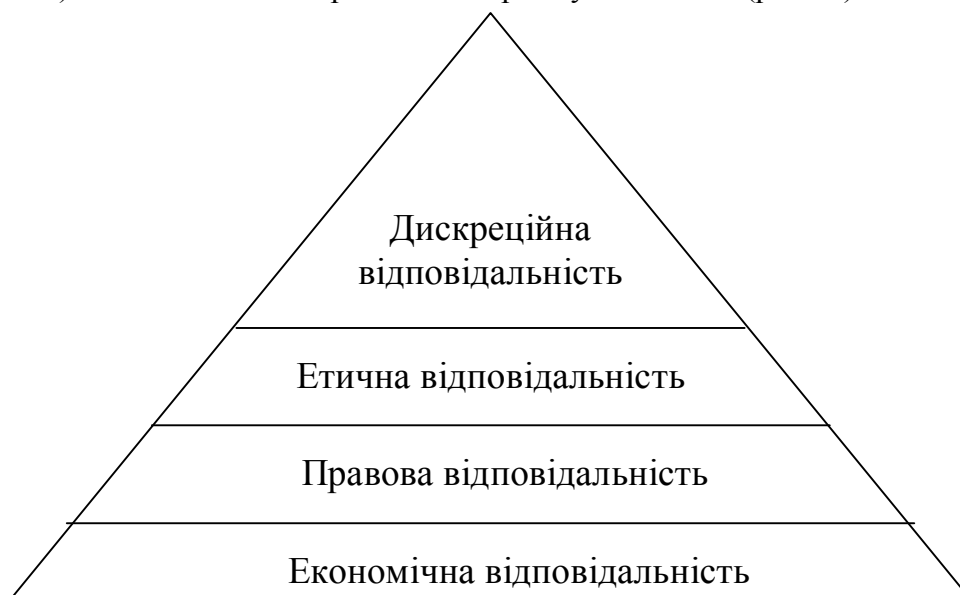 Дискреційна
відповідальність
Етична відповідальність
Правова відповідальність
Економічна відповідальність